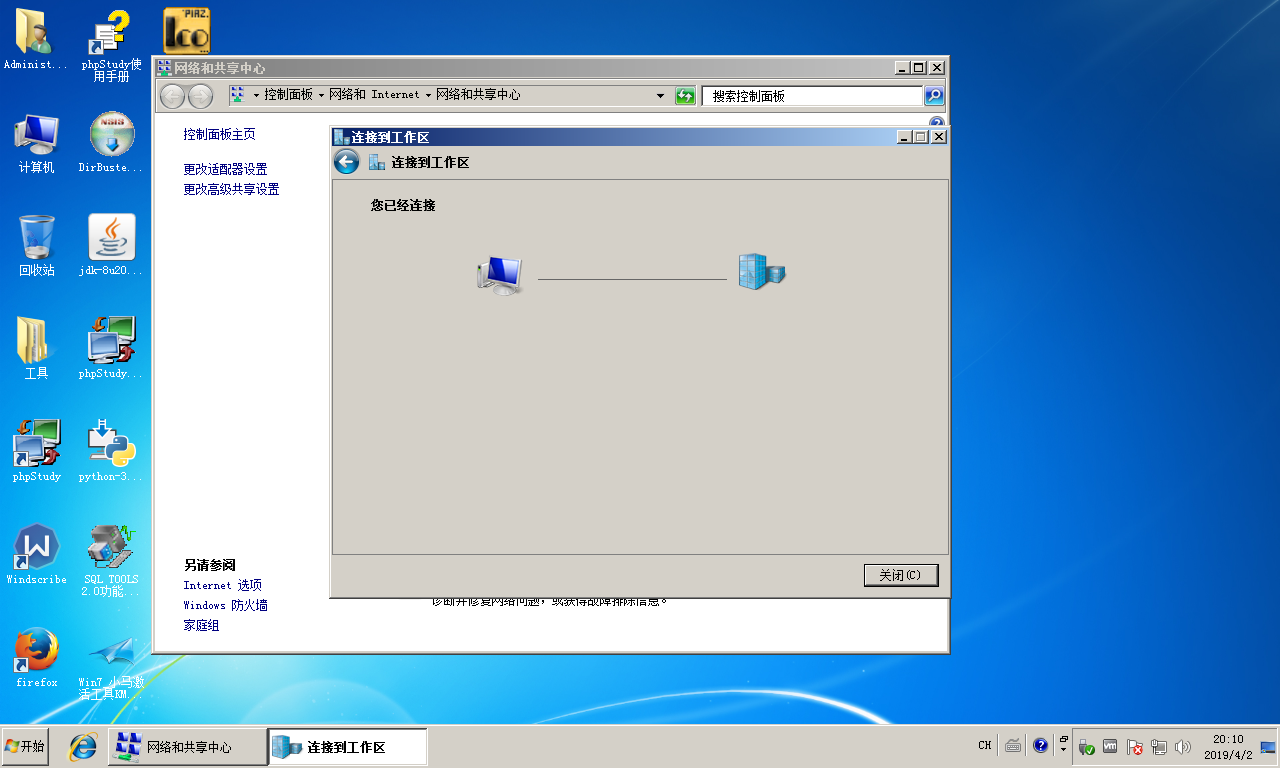 Administ...
phpStudy使
用手册
'PIAZ.
Ico
计算机
NSIS
DirBuste...
回收站
jdk-8u20...
工具
phpStudy...
phpStudy
python-3...
Windscribe
SQL TOOLS
2.0功能 ...
firefox
Win7 小马激
活工具KM...
网络和共享中心
控制面板 网络和 Internet 网络和共享中心
搜索控制面板
控制面板主页
更改适配器设置
更改高级共享设置
另请参阅
Internet 选项
Windows 防火墙
家庭组
连接到工作区
连接到工作区
您已经连接
关闭(C)
诊断并修复网络问题，或获得故障排除信息。
开始
网络和共享中心
连接到工作区
CH
vm
20:10
2019/4/2